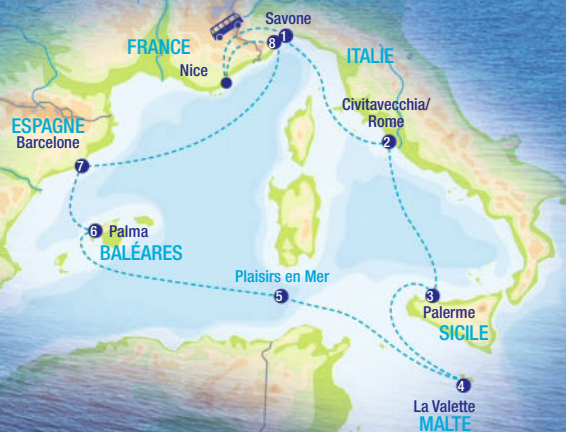 Savone
8
1
FRANCE
ITALIE
Nice
Civitavecchia/
Rome
2
ESPAGNE
Barcelone
7
6
Palma
BALÉARES
Plaisirs en Mer
5
3
Palerme
SICILE
4
La Valette
MALTE